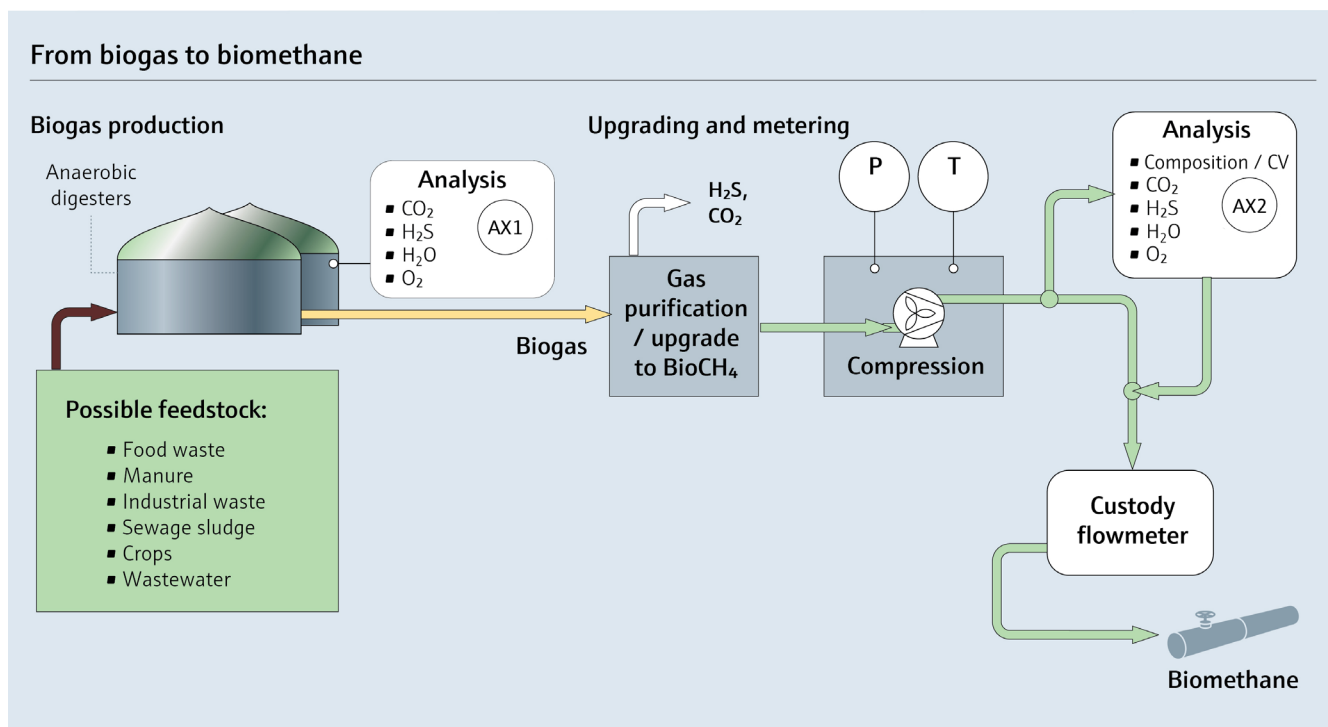 From biogas to biomethane
Biogas production
Anaerobic
digesters
Analysis
▪ CO₂
▪ H₂S
▪ H₂O
▪ O₂
AX1
Biogas
Possible feedstock:
▪ Food waste
▪ Manure
▪ Industrial waste
▪ Sewage sludge
▪ Crops
▪ Wastewater
Upgrading and metering
H₂S,
CO₂
Gas
purification
/ upgrade
to BioCH₄
P
T
Compression
Analysis
▪ Composition / CV
▪ CO₂
▪ H₂S
▪ H₂O
▪ O₂
AX2
Custody
flowmeter
Biomethane